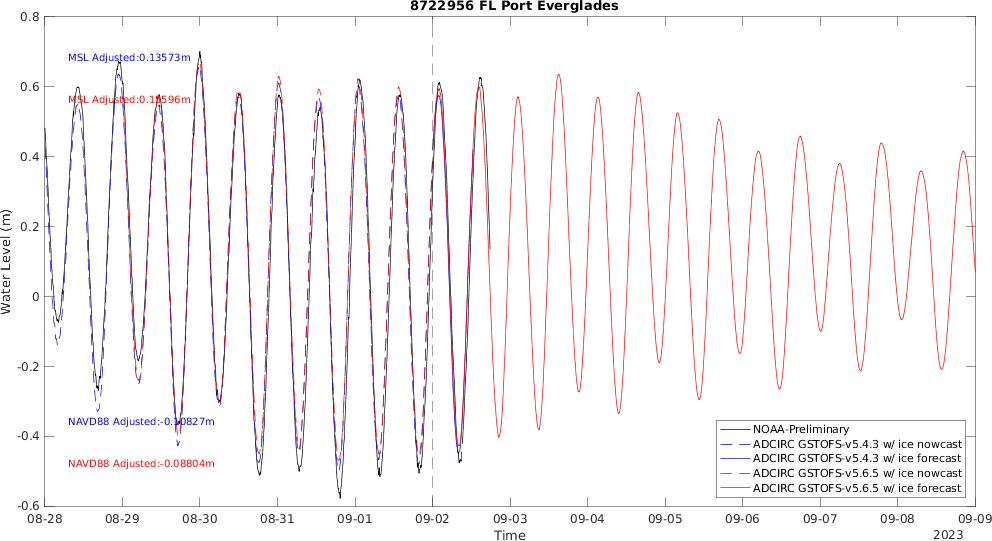 8722956 FL Port Everglades
0.8
0.6
0.4
0.2
0
-0.2
-0.4
-0.6
Water Level (m)
MSL Adjusted:0.13573m
MSL Adjusted:
NAVD88 Adjusted:-0.10827m
NAVD88 Adjusted:-0.08804m
NOAA-Preliminary
ADCIRC GSTOFS-v5.4.3 w/ ice nowcast
ADCIRC GSTOFS-v5.4.3 w/ ice forecast
ADCIRC GSTOFS-v5.6.5 w/ ice nowcast
ADCIRC GSTOFS-v5.6.5 w/ ice forecast
08-28 08-29 08-30 08-31 09-01 09-02 09-03 09-04 09-05 09-06 09-07 09-08 09-09
Time
2023